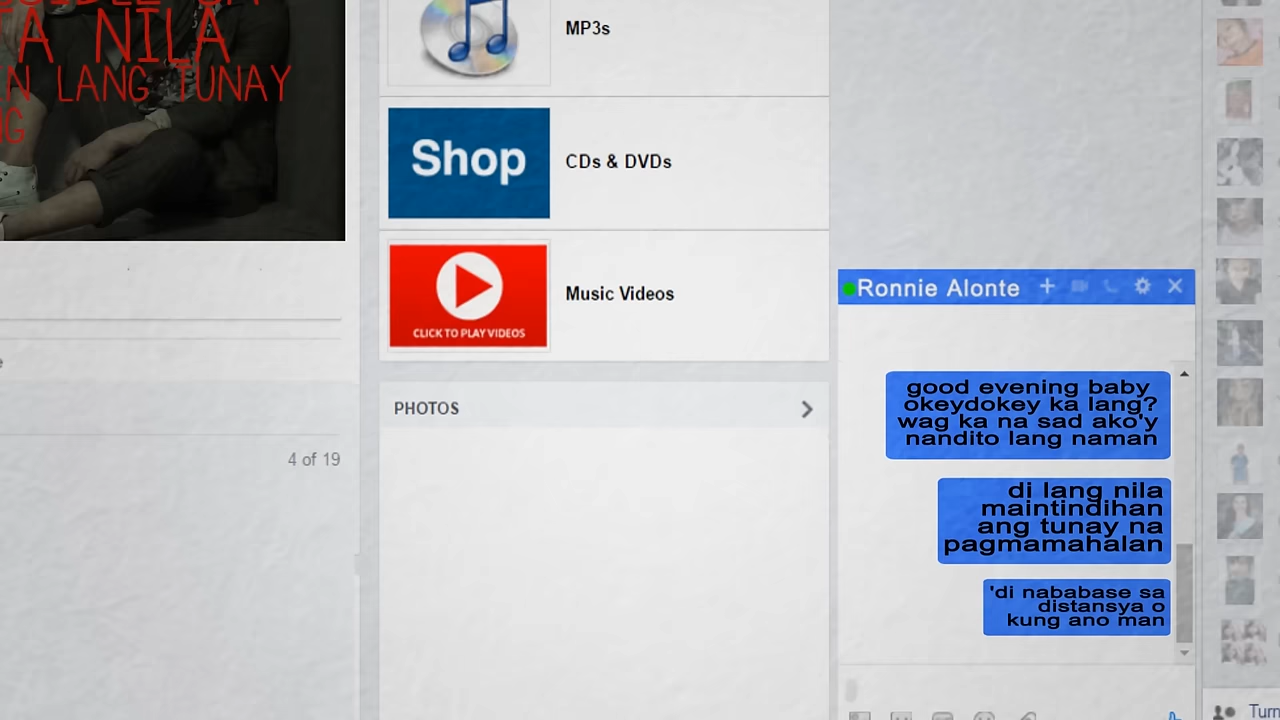 A NILA
LANG TUNAY
4 of 19
MP3s
Shop
CDs & DVDs
CLICK TO PLAY VIDEOS
Music Videos
PHOTOS
Ronnie Alonte
good evening baby
okeydokey ka lang?
wag ka na sad ako'y
nandito lang naman
di lang nila
maintindihan
ang tunay na
pagmamahalan
'di nababase sa
distansya o
kung ano man
Turn